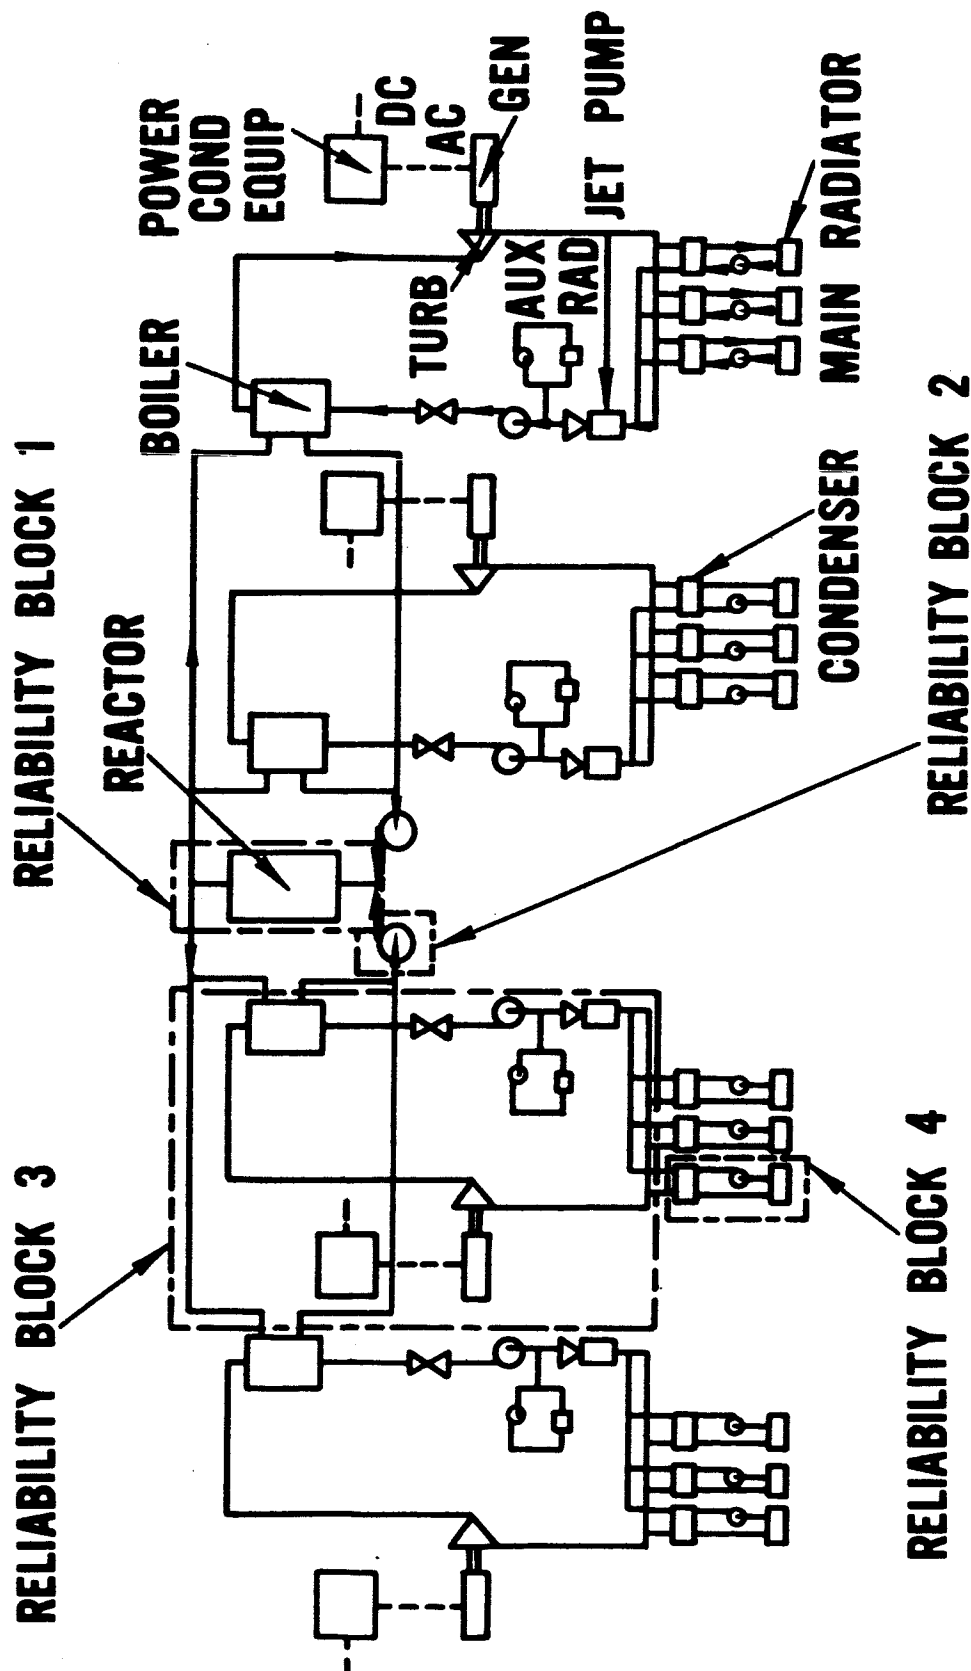 RELIABILITY BLOCK 3
RELIABILITY BLOCK 1
REACTOR
BOILER
POWER
COND
EQUIP
DC
AC
GEN
TURB
AUX
RAD
JET PUMP
CONDENSER
MAIN RADIATOR
RELIABILITY BLOCK 4
RELIABILITY BLOCK 2